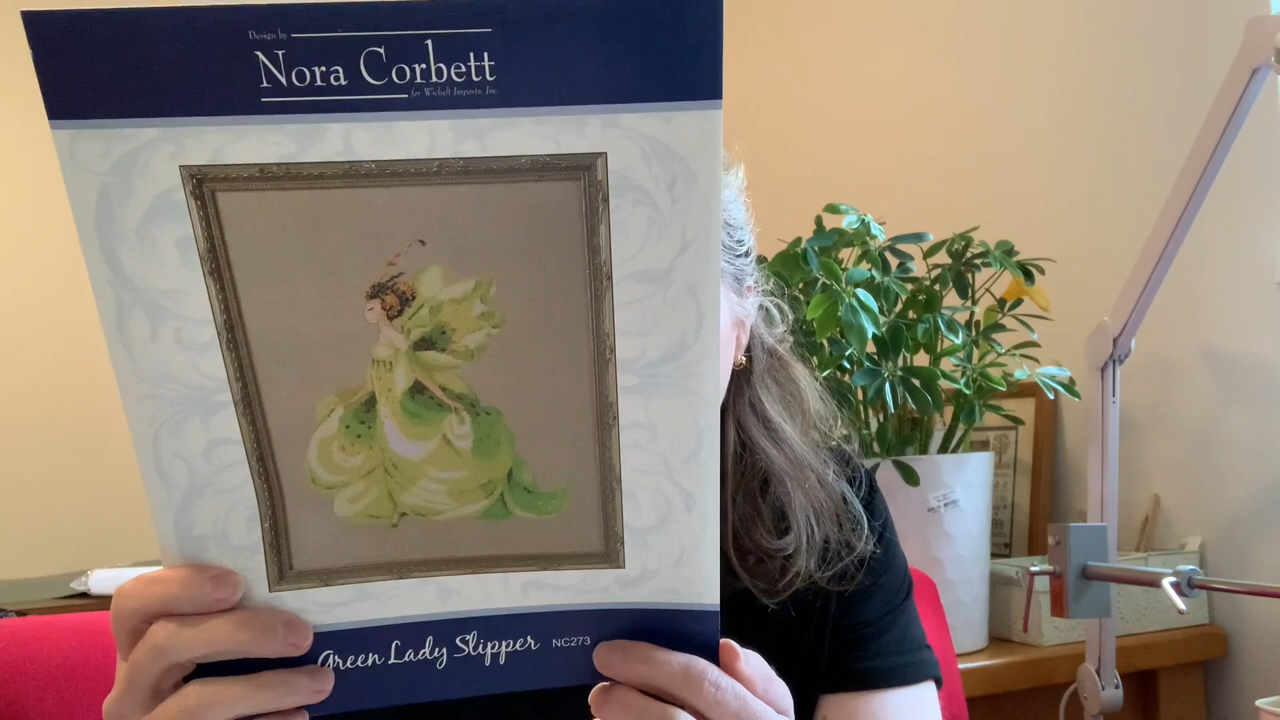 Design by
Nora Corbett
for Wichelt Imports, Inc.
Green Lady Slipper NC273